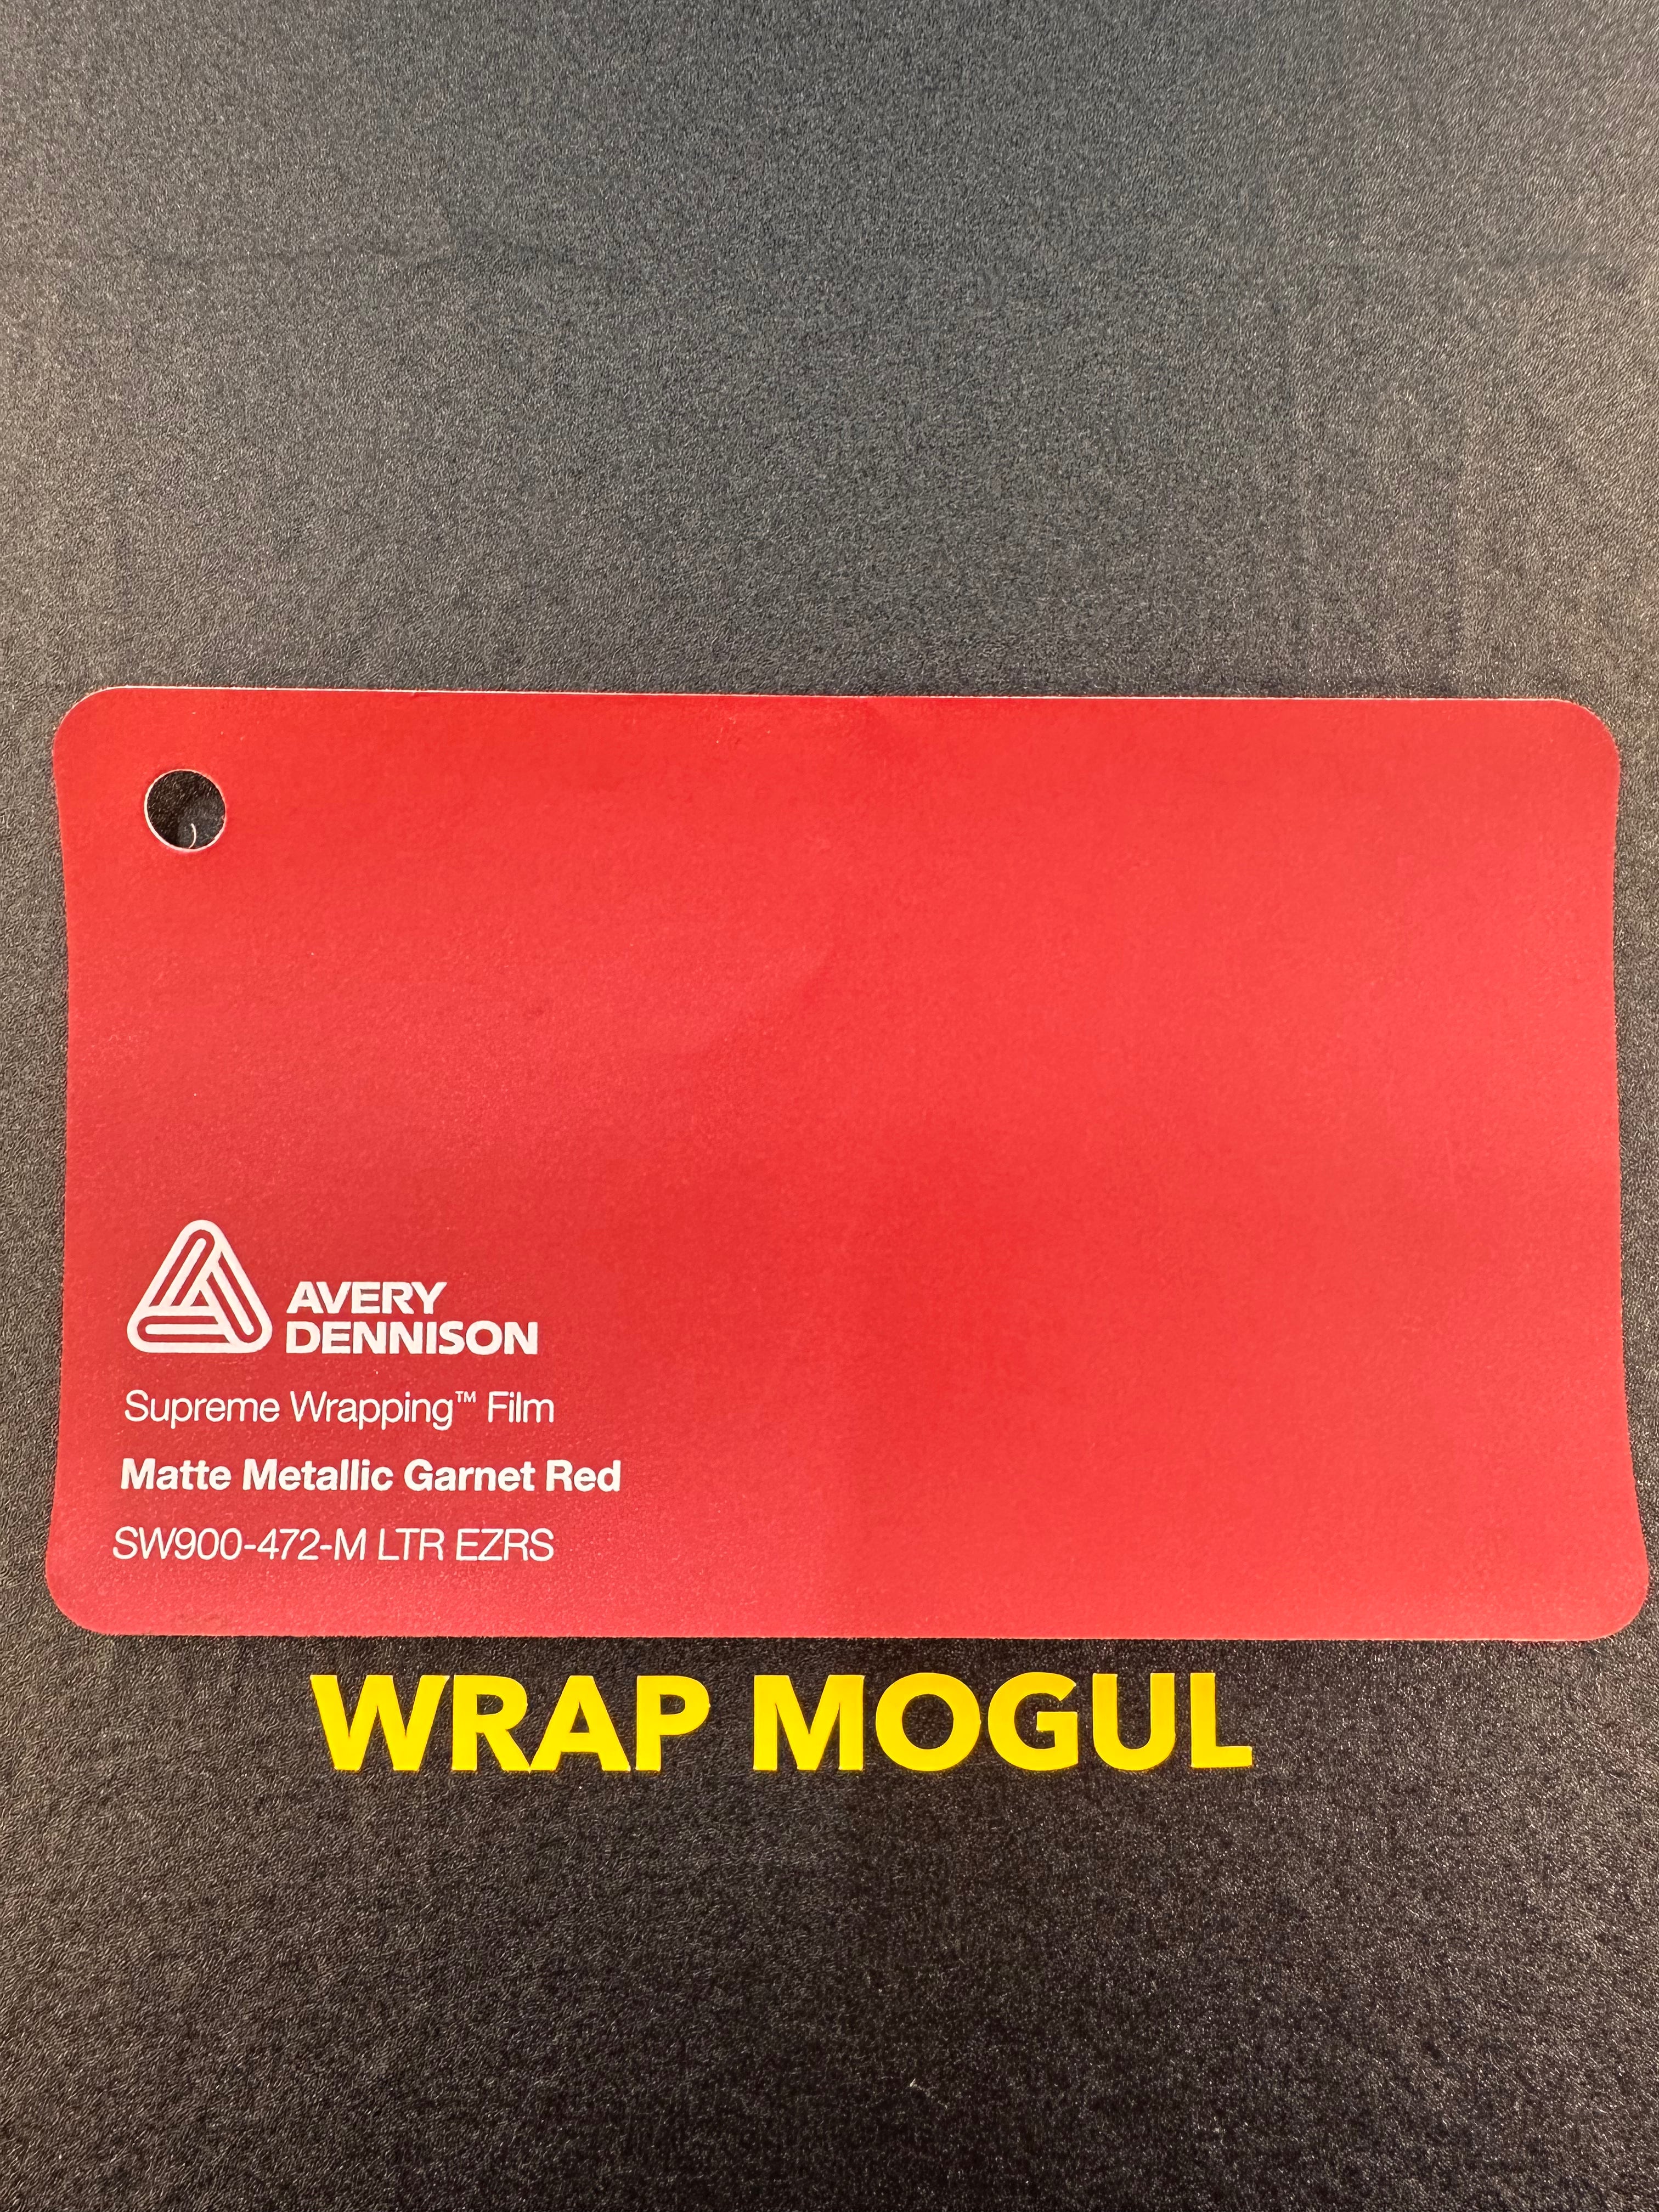 AVERY
DENNISON
Supreme Wrapping™ Film
Matte Metallic Garnet Red
SW900-472-M LTR EZRS
WRAP MOGUL